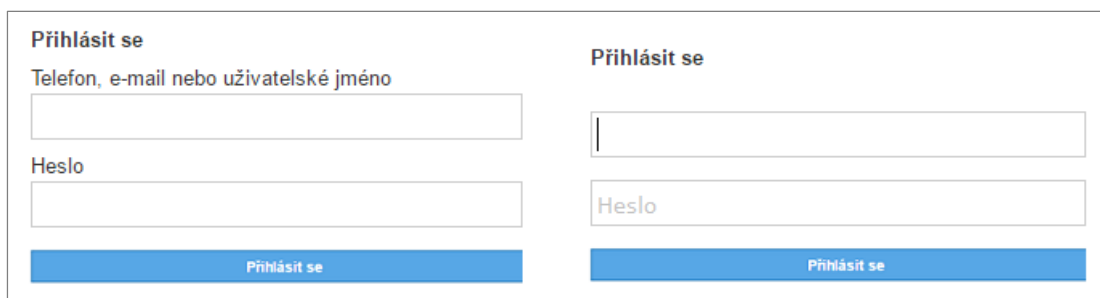 Přihlásit se
Telefon, e-mail nebo uživatelské jméno
Heslo
Přihlásit se
Přihlásit se
Heslo
Přihlásit se